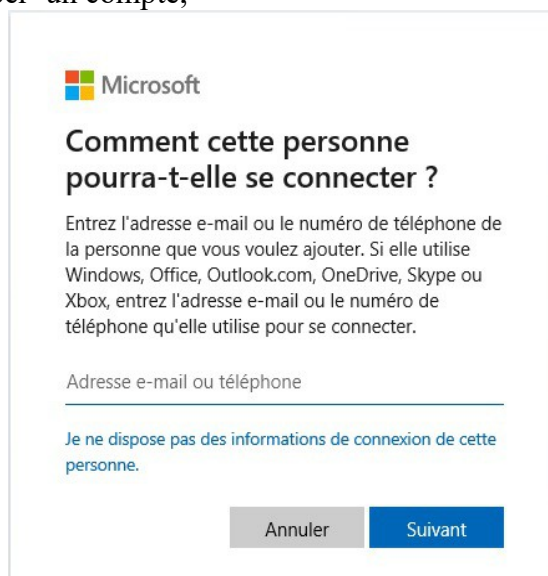 un compte,
Microsoft
Comment cette personne
pourra-t-elle se connecter ?
Entrez l'adresse e-mail ou le numéro de téléphone de
la personne que vous voulez ajouter. Si elle utilise
Windows, Office, Outlook.com, OneDrive, Skype ou
Xbox, entrez l'adresse e-mail ou le numéro de
téléphone qu'elle utilise pour se connecter.
Adresse e-mail ou téléphone
Je ne dispose pas des informations de connexion de cette
personne.
Annuler Suivant